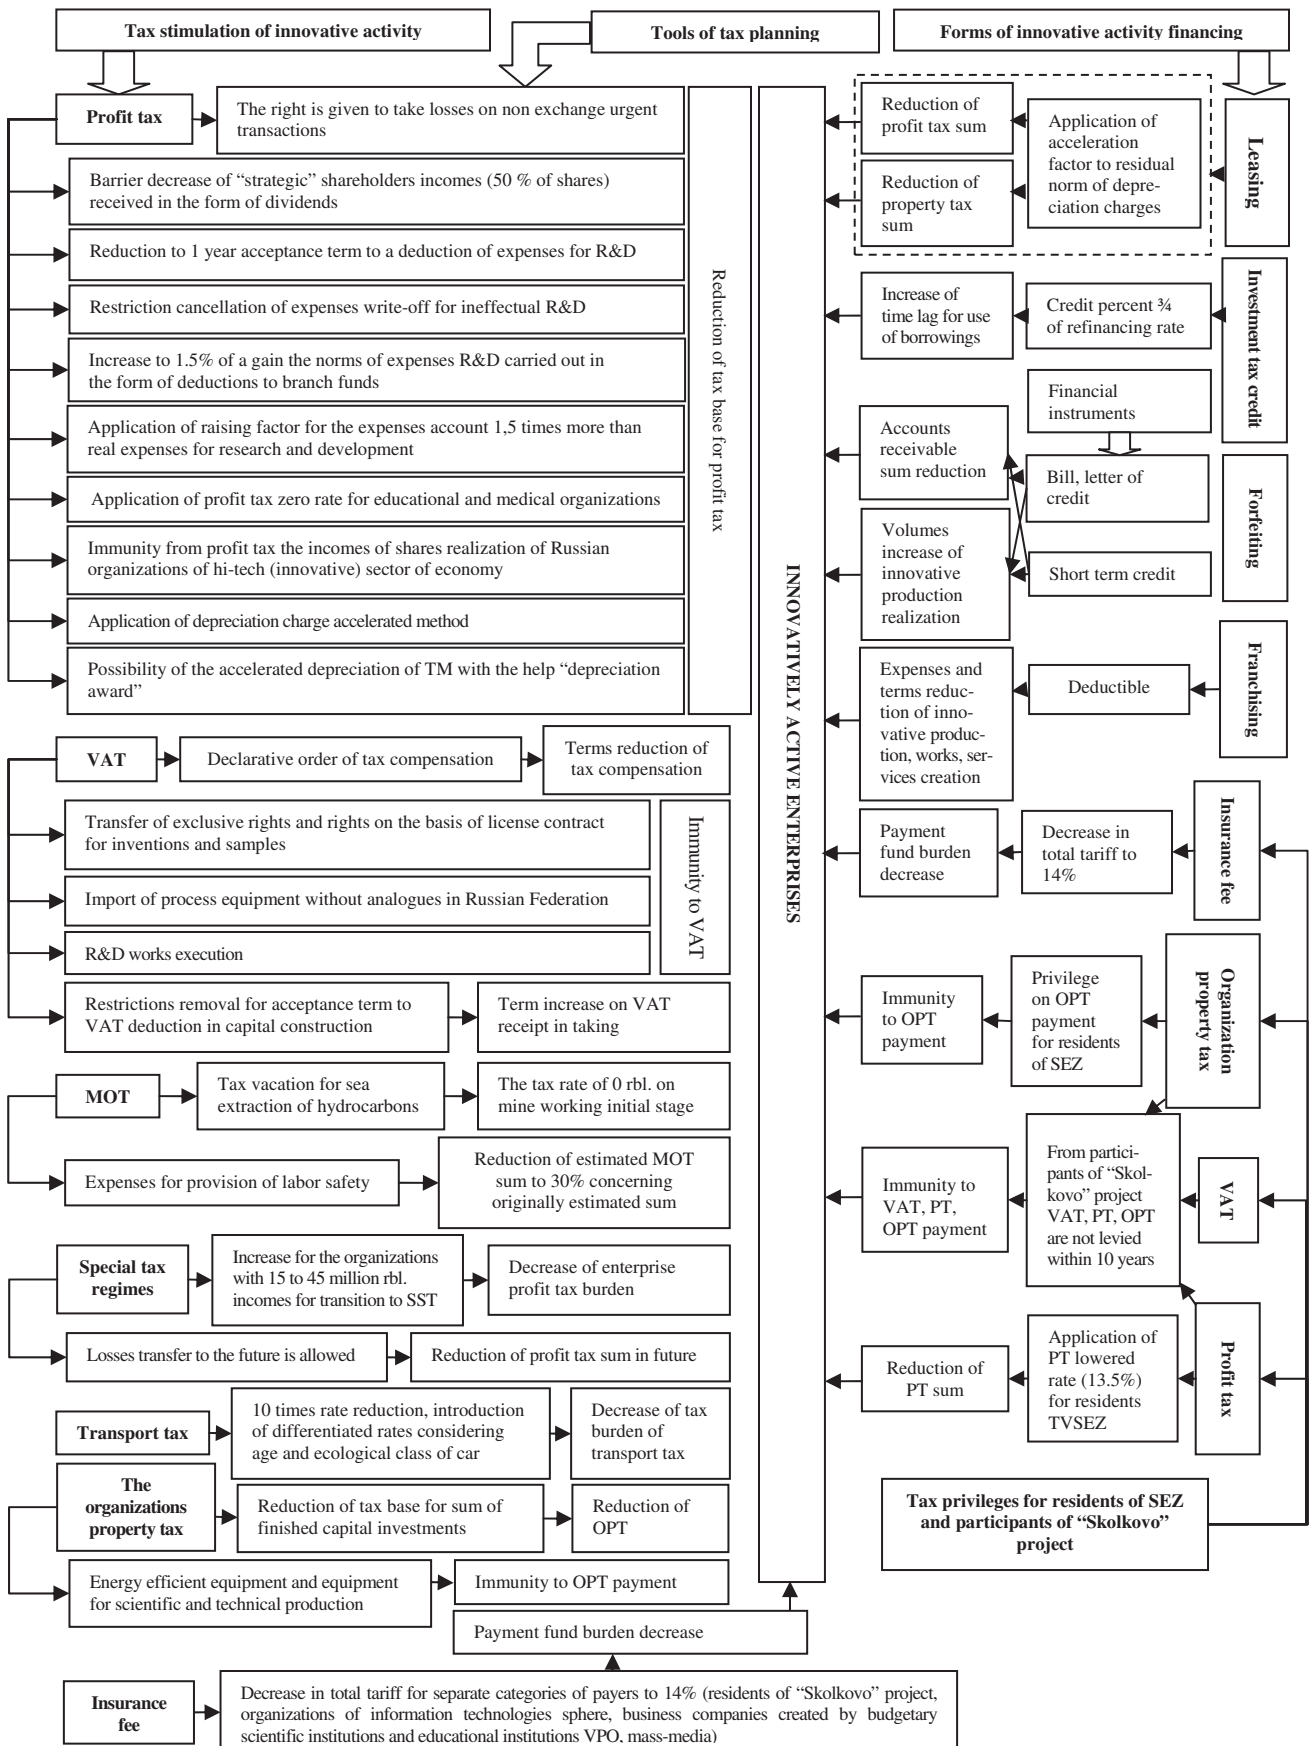 Tax stimulation of innovative activity
Tools of tax planning
Forms of innovative activity financing
Profit tax
The right is given to take losses on non exchange urgent
transactions
Barrier decrease of “strategic” shareholders incomes (50 % of shares)
received in the form of dividends
Reduction to 1 year acceptance term to a deduction of expenses for R&D
Restriction cancellation of expenses write-off for ineffectual R&D
Increase to 1.5% of a gain the norms of expenses R&D carried out in
the form of deductions to branch funds
Application of raising factor for the expenses account 1,5 times more than
real expenses for research and development
Application of profit tax zero rate for educational and medical organizations
Immunity from profit tax the incomes of shares realization of Russian
organizations of hi-tech (innovative) sector of economy
Application of depreciation charge accelerated method
Possibility of the accelerated depreciation of TM with the help “depreciation
award”
Reduction of tax base for profit tax
VAT
Declarative order of tax compensation
Terms reduction of
tax compensation
Transfer of exclusive rights and rights on the basis of license contract
for inventions and samples
Import of process equipment without analogues in Russian Federation
R&D works execution
Immunity to VAT
Restrictions removal for acceptance term to
VAT deduction in capital construction
Term increase on VAT
receipt in taking
MOT
Tax vacation for sea
extraction of hydrocarbons
The tax rate of 0 rbl. on
mine working initial stage
Expenses for provision of labor safety
Reduction of estimated MOT
sum to 30% concerning
originally estimated sum
Special tax
regimes
Increase for the organizations
with 15 to 45 million rbl.
incomes for transition to SST
Decrease of enterprise
profit tax burden
Losses transfer to the future is allowed
Reduction of profit tax sum in future
Transport tax
10 times rate reduction, introduction
of differentiated rates considering
age and ecological class of car
Decrease of tax
burden of
transport tax
The
organizations
property tax
Reduction of tax base for sum of
finished capital investments
Reduction of
OPT
Energy efficient equipment and equipment
for scientific and technical production
Immunity to OPT payment
Payment fund burden decrease
Insurance
fee
Decrease in total tariff for separate categories of payers to 14% (residents of “Skolkovo” project,
organizations of information technologies sphere, business companies created by budgetary
scientific institutions and educational institutions VPO, mass-media)
INNOVATIVELY ACTIVE ENTERPRISES
Reduction of
profit tax sum
Reduction of
property tax
sum
Application of
acceleration
factor to residual
norm of depre-
ciation charges
Leasing
Increase of
time lag for use
of borrowings
Credit percent ¾
of refinancing rate
Investment tax credit
Financial
instruments
Accounts
receivable
sum reduction
Bill, letter of
credit
Volumes
increase of
innovative
production
realization
Short term credit
Forfeiting
Expenses and
terms reduc-
tion of inno-
vative produc-
tion, works, ser-
vices creation
Deductible
Franchising
Payment
fund burden
decrease
Decrease in
total tariff to
14%
Insurance fee
Immunity
to OPT
payment
Privilege
on OPT
payment
for residents
of SEZ
Organization
property tax
Immunity to
VAT, PT,
OPT payment
From partici-
pants of “Skol-
kovo” project
VAT, PT, OPT
are not levied
within 10 years
VAT
Reduction of
PT sum
Application of
PT lowered
rate (13.5%)
for residents
TVSEZ
Profit tax
Tax privileges for residents of SEZ
and participants of “Skolkovo”
project